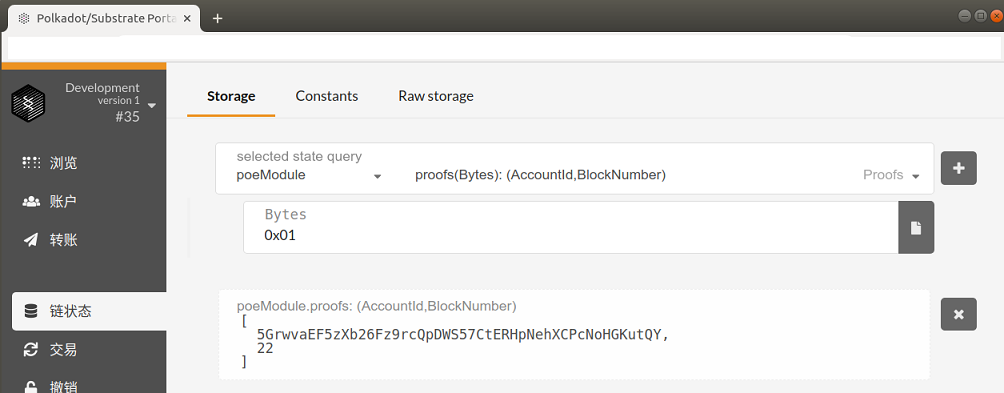 Polkadot/Substrate Porta
Development
version 1
#35
浏览
账户
转账
链状态
交易
撤销
Storage
Constants
Raw storage
selected state query
poeModule
proofs(Bytes): (AccountId,BlockNumber)
Proofs
Bytes
0x01
poeModule.proofs: (AccountId,BlockNumber)
[
5GrwvaEF5zXb26Fz9rcQpDWS57CtERHpNehXCPcNoHGKutQY,
22
]